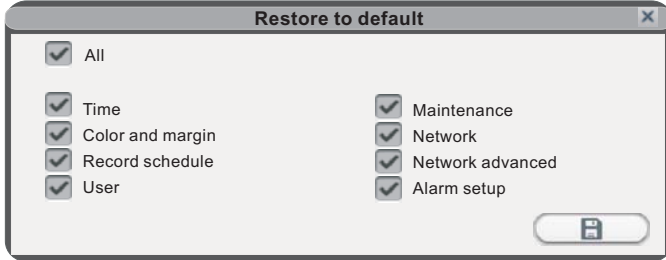 Restore to default
All
Time
Color and margin
Record schedule
User
Maintenance
Network
Network advanced
Alarm setup